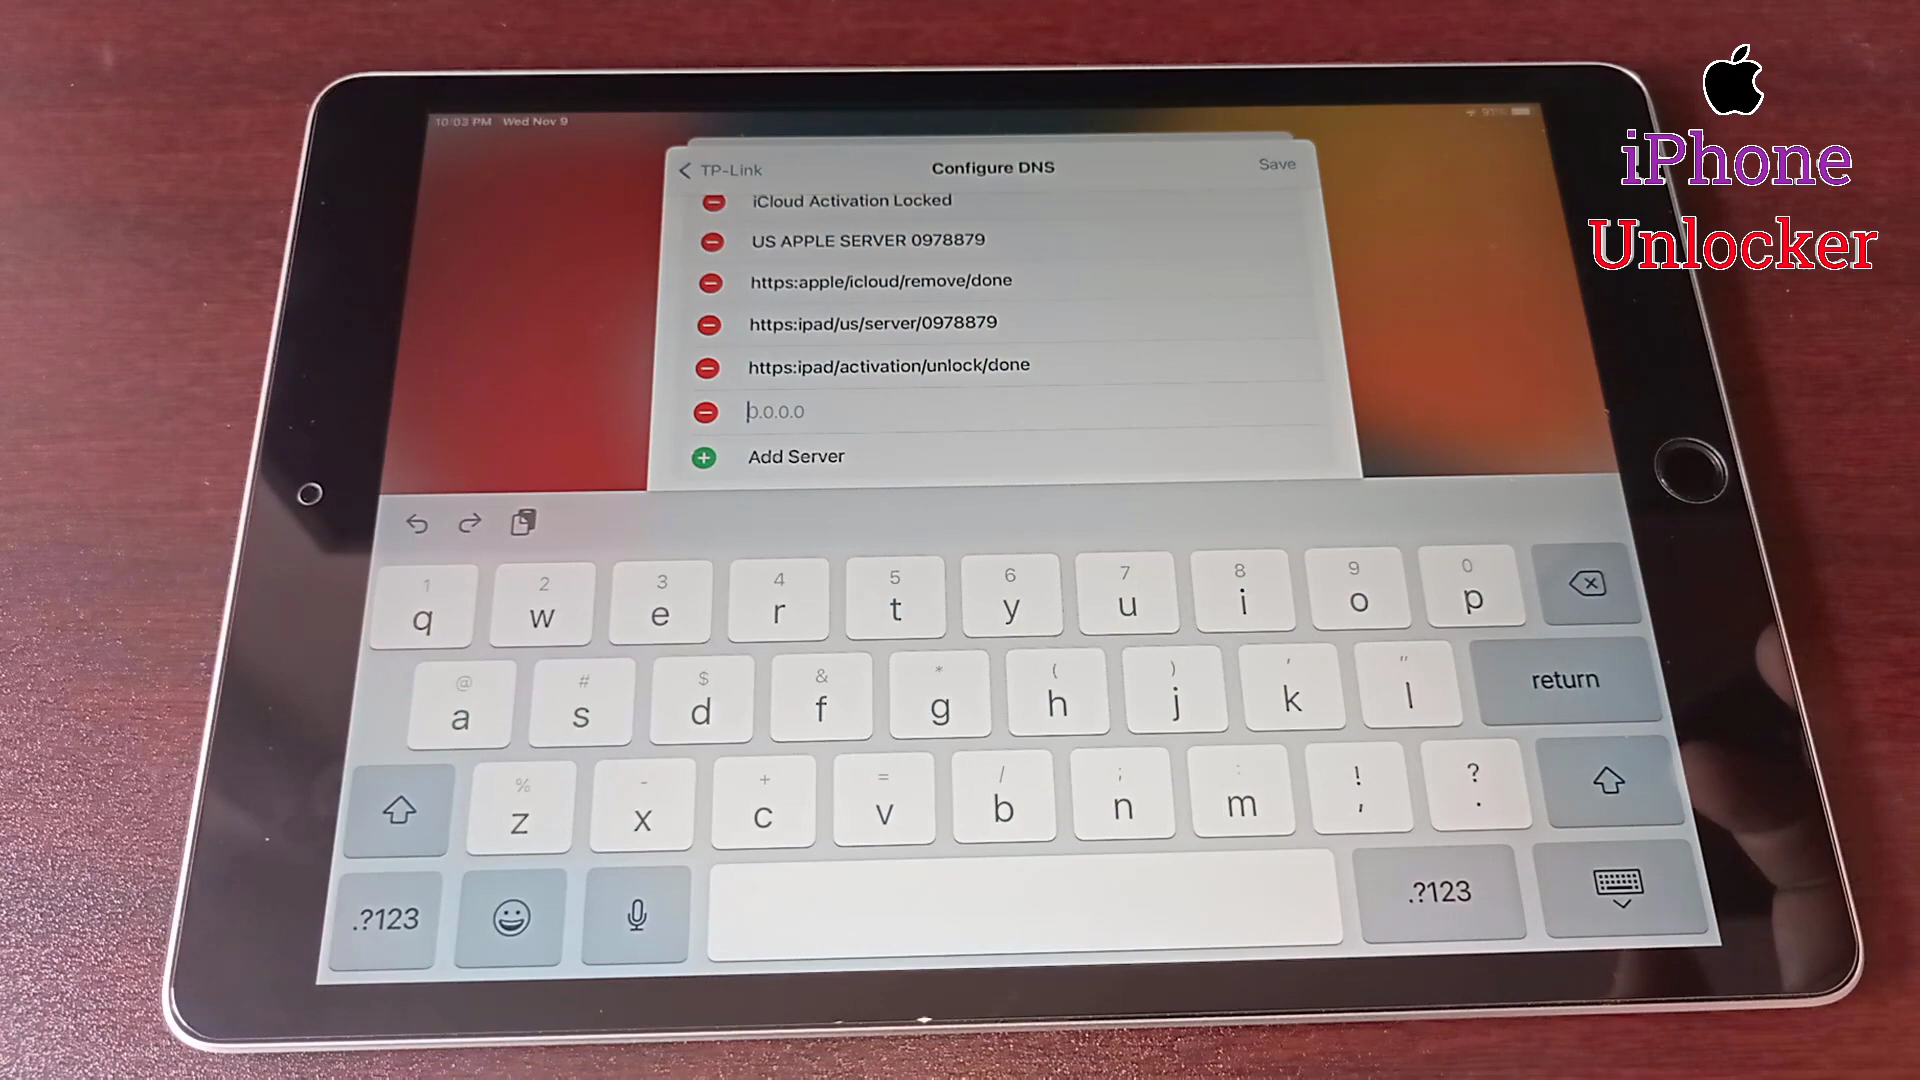 10:03 PM Wed Nov 9
91%
iPhone
Unlocker
TP-Link
Configure DNS
Save
iCloud Activation Locked
US APPLE SERVER 0978879
https:apple/icloud/remove/done
https:ipad/us/server/0978879
https:ipad/activation/unlock/done
0.0.0.0
Add Server
1 2 3 4 5 6 7 8 9 0
q w e r t y u i o p
@ # $ & * ( ) ' "
a s d f g h j k l return
% - + = / ; : ! ?
z x c v b n m , .
.?123 .?123